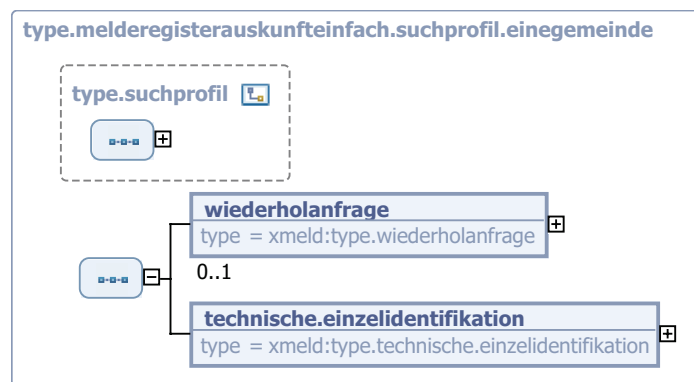 type.melderegisterauskunfteinfach.suchprofil.einegemeinde
type.suchprofil
wiederholanfrage
type = xmeld:type.wiederholanfrage
0..1
technische.einzelidentifikation
type = xmeld:type.technische.einzelidentifikation